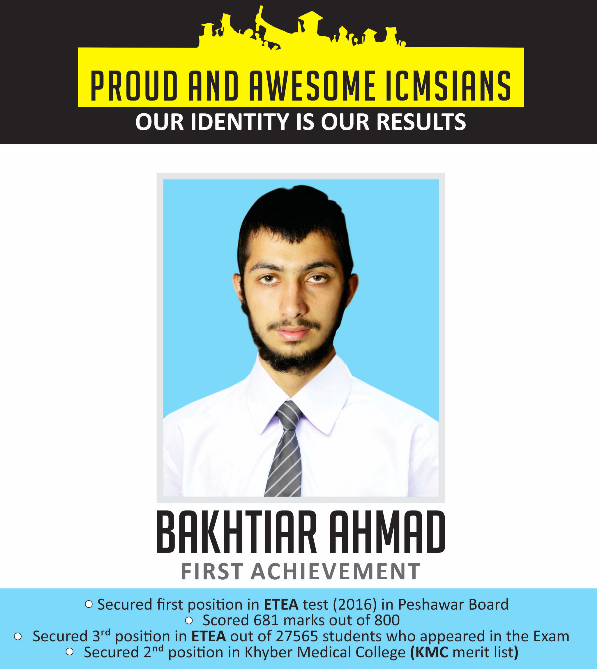 PROUD AND AWESOME ICMSIANS
OUR IDENTITY IS OUR RESULTS
BAKHTIAR AHMAD
FIRST ACHIEVEMENT
○ Secured first position in ETEA test (2016) in Peshawar Board
○ Scored 681 marks out of 800
○ Secured 3rd position in ETEA out of 27565 students who appeared in the Exam
○ Secured 2nd position in Khyber Medical College (KMC merit list)